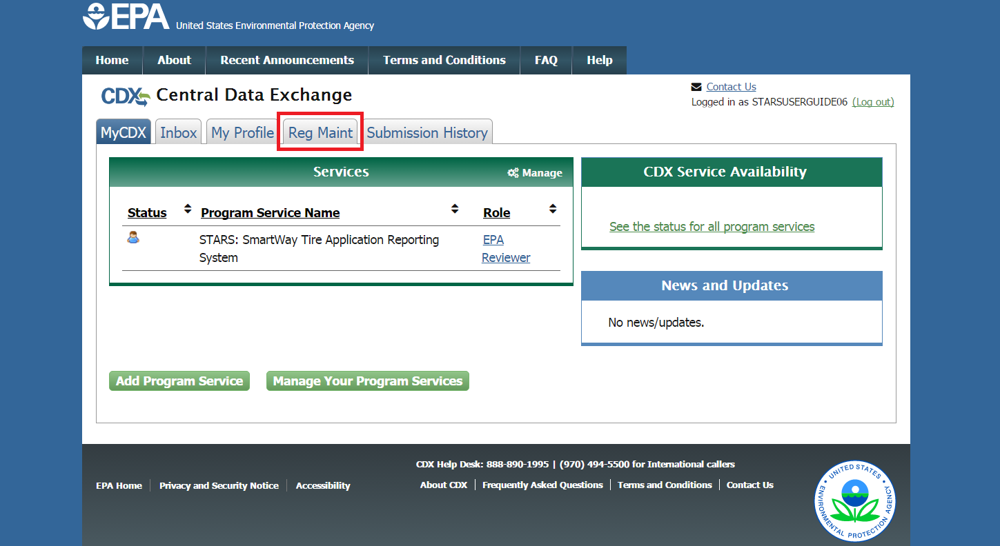 EPA United States Environmental Protection Agency
Home About Recent Announcements Terms and Conditions FAQ Help
CDX Central Data Exchange
Contact Us
Logged in as STARSUSERGUIDE06 (Log out)
MyCDX Inbox My Profile Reg Maint Submission History
Services Manage
Status Program Service Name Role
STARS: SmartWay Tire Application Reporting
System
EPA
Reviewer
CDX Service Availability
See the status for all program services
News and Updates
No news/updates.
Add Program Service Manage Your Program Services
CDX Help Desk: 888-890-1995 | (970) 494-5500 for International callers
EPA Home Privacy and Security Notice Accessibility
About CDX Frequently Asked Questions Terms and Conditions Contact Us
UNITED STATES
ENVIRONMENTAL PROTECTION AGENCY